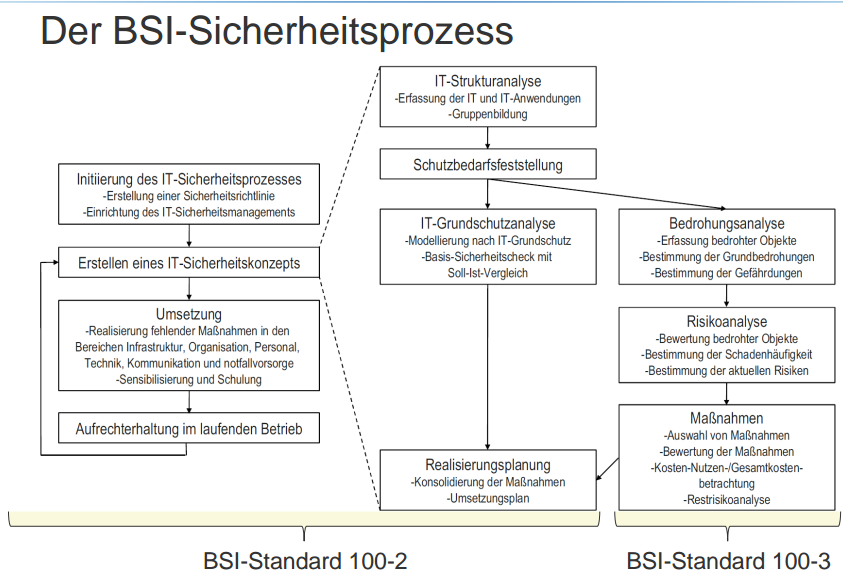 Der BSI-Sicherheitsprozess
Initiierung des IT-Sicherheitsprozesses
-Erstellung einer Sicherheitsrichtlinie
-Einrichtung des IT-Sicherheitsmanagements
Erstellen eines IT-Sicherheitskonzepts
Umsetzung
-Realisierung fehlender Maßnahmen in den
Bereichen Infrastruktur, Organisation, Personal,
Technik, Kommunikation und notfallvorsorge
-Sensibilisierung und Schulung
Aufrechterhaltung im laufenden Betrieb
IT-Strukturanalyse
-Erfassung der IT und IT-Anwendungen
-Gruppenbildung
Schutzbedarfsfeststellung
IT-Grundschutzanalyse
-Modellierung nach IT-Grundschutz
-Basis-Sicherheitscheck mit
Soll-Ist-Vergleich
Realisierungsplanung
-Konsolidierung der Maßnahmen
-Umsetzungsplan
Bedrohungsanalyse
-Erfassung bedrohter Objekte
-Bestimmung der Grundbedrohungen
-Bestimmung der Gefährdungen
Risikoanalyse
-Bewertung bedrohter Objekte
-Bestimmung der Schadenhäufigkeit
-Bestimmung der aktuellen Risiken
Maßnahmen
-Auswahl von Maßnahmen
-Bewertung der Maßnahmen
-Kosten-Nutzen-/Gesamtkosten-
betrachtung
-Restrisikoanalyse
BSI-Standard 100-2
BSI-Standard 100-3